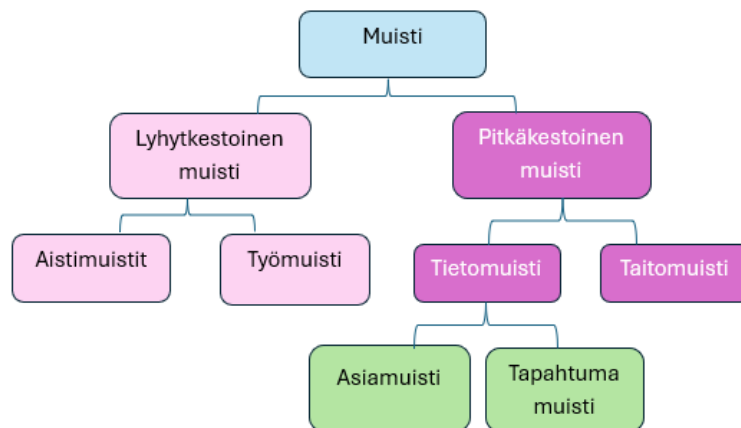 Muisti
Lyhytkestoinen
muisti
Pitkäkestoinen
muisti
Aistimuistit
Työmuisti
Tietomuisti
Taitomuisti
Asiamuisti
Tapahtuma
muisti